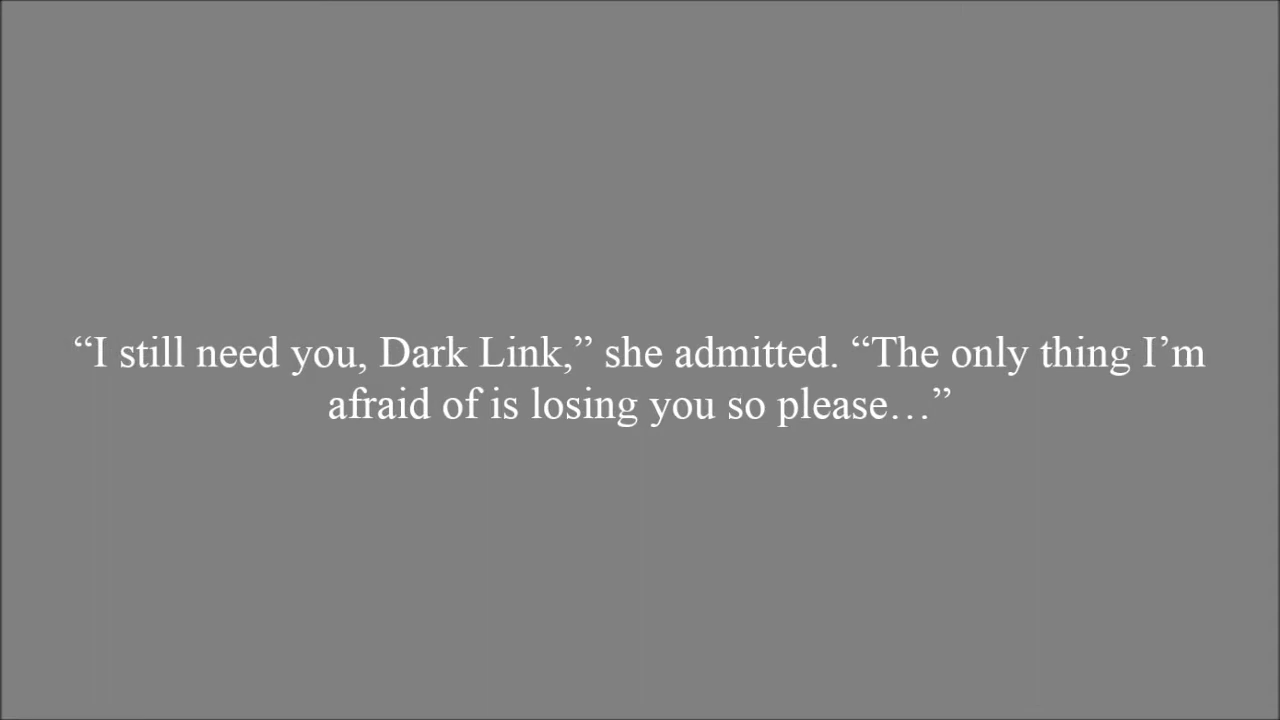 “I still need you, Dark Link,” she admitted. “The only thing I’m
afraid of is losing you so please…”